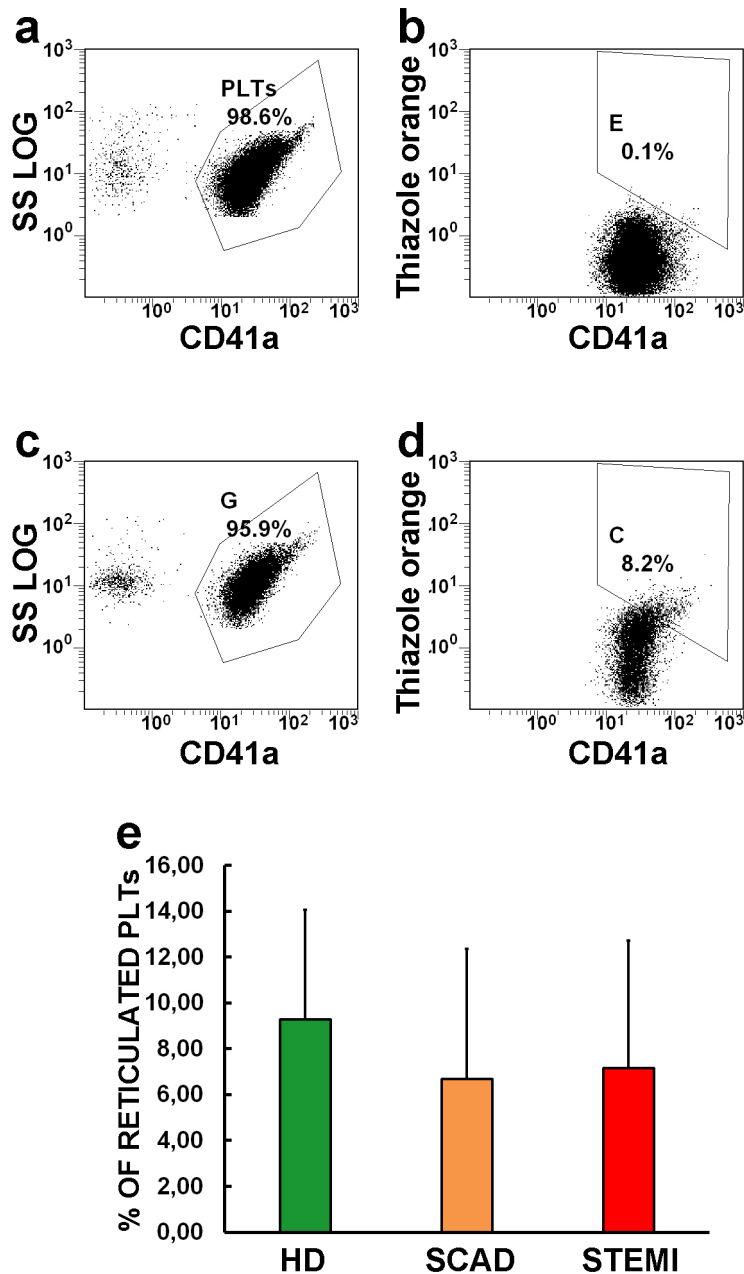 a
10³
10²
10¹
10⁰
SS LOG
PLTs
98.6%
10⁰ 10¹ 10² 10³
CD41a
b
10³
10²
10¹
10⁰
Thiazole orange
E
0.1%
10⁰ 10¹ 10² 10³
CD41a
c
10³
10²
10¹
10⁰
SS LOG
G
95.9%
10⁰ 10¹ 10² 10³
CD41a
d
10³
10²
10¹
10⁰
Thiazole orange
C
8.2%
10⁰ 10¹ 10² 10³
CD41a
e
% OF RETICULATED PLTs
16,00
14,00
12,00
10,00
8,00
6,00
4,00
2,00
0,00
HD SCAD STEMI